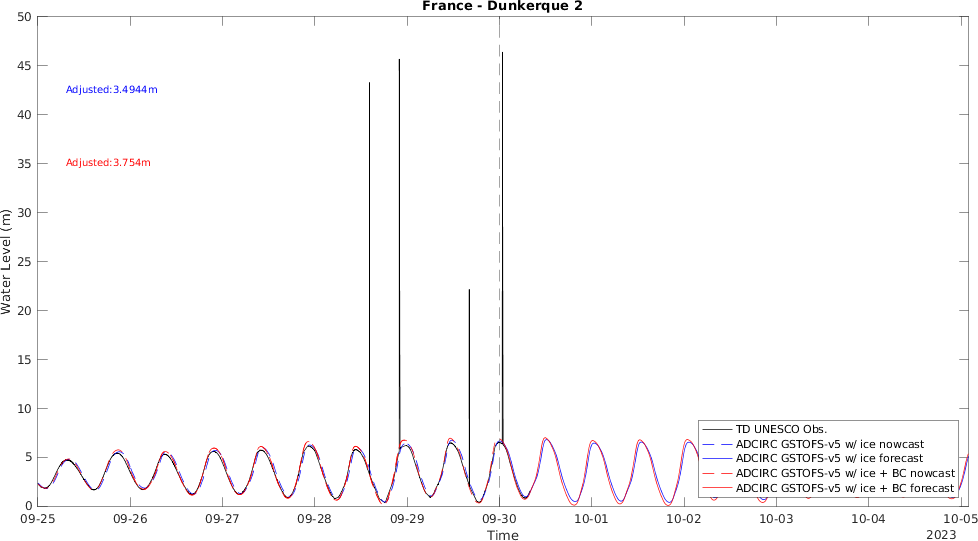 France - Dunkerque 2
50
45
40
35
30
25
20
15
10
5
0
Water Level (m)
Adjusted:3.4944m
Adjusted:3.754m
TD UNESCO Obs.
ADCIRC GSTOFS-v5 w/ ice nowcast
ADCIRC GSTOFS-v5 w/ ice forecast
ADCIRC GSTOFS-v5 w/ ice + BC nowcast
ADCIRC GSTOFS-v5 w/ ice + BC forecast
09-25 09-26 09-27 09-28 09-29 09-30 10-01 10-02 10-03 10-04 10-05
Time
2023